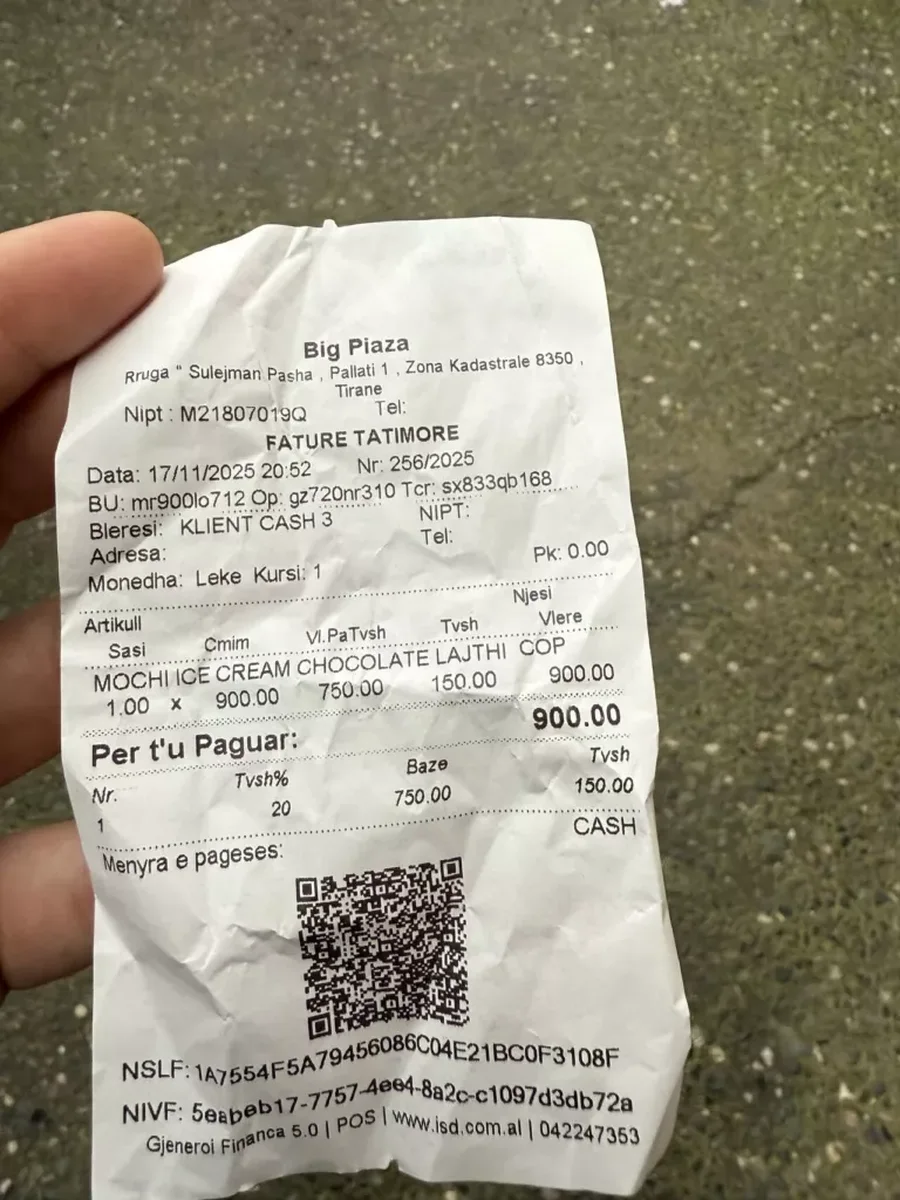 Big Piaza
Rruga " Sulejman Pasha , Pallati 1 , Zona Kadastrale 8350 ,
Tirane
Nipt : M21807019Q Tel:
FATURE TATIMORE
Data: 17/11/2025 20:52 Nr: 256/2025
BU: mr900lo712 Op: gz720nr310 Tcr: sx833qb168
Bleresi: KLIENT CASH 3 NIPT:
Adresa: Tel:
Monedha: Leke Kursi: 1 Pk: 0.00
Artikull Njesi
Sasi Cmim Vl.PaTvsh Tvsh Vlere
MOCHI ICE CREAM CHOCOLATE LAJTHI COP
1.00 x 900.00 750.00 150.00 900.00
Per t'u Paguar: 900.00
Nr. Tvsh% Baze Tvsh
1 20 750.00 150.00
Menyra e pageses: CASH
NSLF: 1A7554F5A79456086C04E21BC0F3108F
NIVF: 5eabeb17-7757-4ee4-8a2c-c1097d3db72a
Gjeneroi Financa 5.0 | POS | www.isd.com.al | 042247353